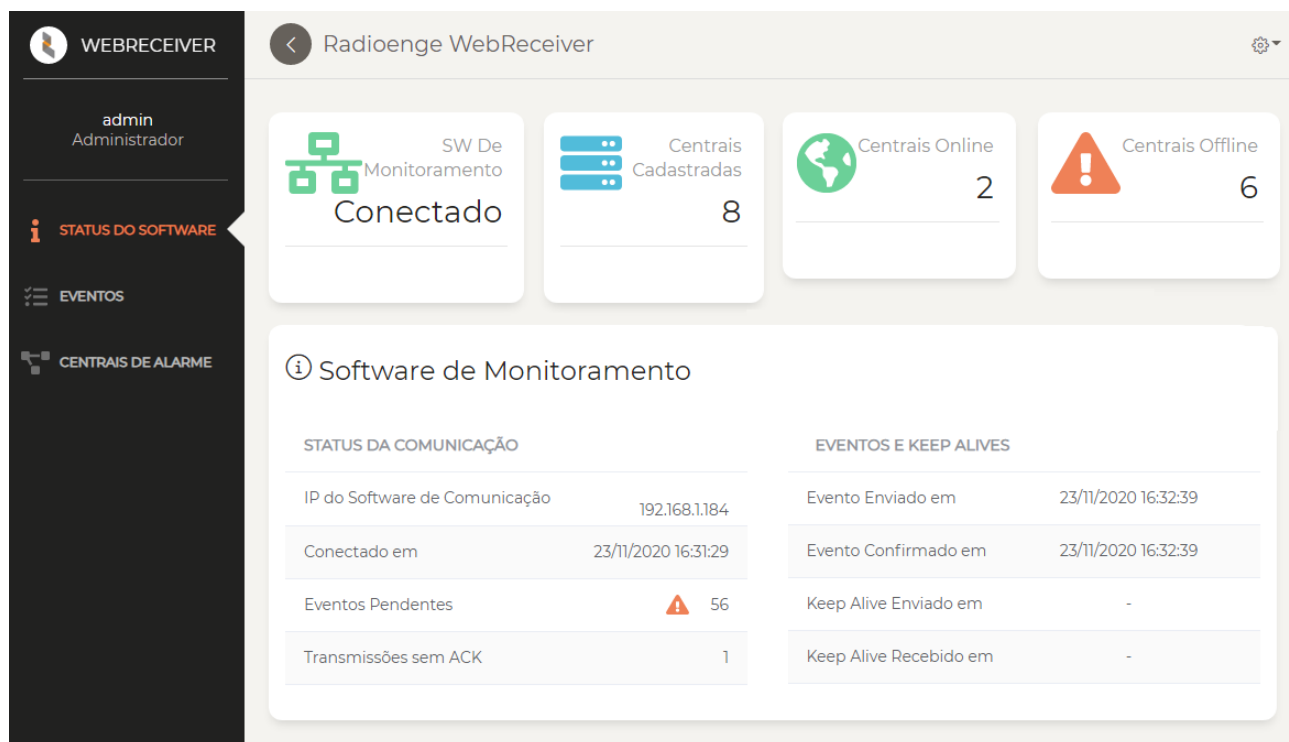 WEBRECEIVER
admin
Administrador
STATUS DO SOFTWARE
EVENTOS
CENTRAIS DE ALARME
Radioenge WebReceiver
SW De
Monitoramento
Conectado
Centrais
Cadastradas
8
Centrais Online
2
Centrais Offline
6
Software de Monitoramento
STATUS DA COMUNICAÇÃO
IP do Software de Comunicação 192.168.1.184
Conectado em 23/11/2020 16:31:29
Eventos Pendentes 56
Transmissões sem ACK 1
EVENTOS E KEEP ALIVES
Evento Enviado em 23/11/2020 16:32:39
Evento Confirmado em 23/11/2020 16:32:39
Keep Alive Enviado em -
Keep Alive Recebido em -